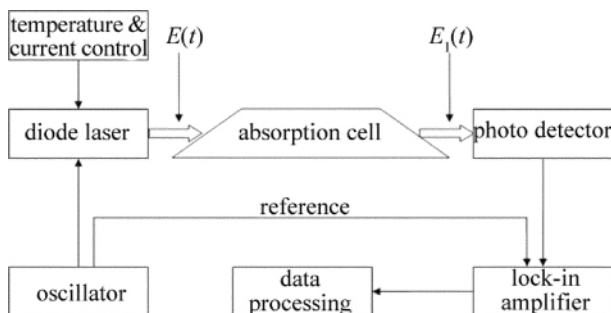 temperature &
current control
E(t)
E₁(t)
diode laser
absorption cell
photo detector
reference
oscillator
data
processing
lock-in
amplifier